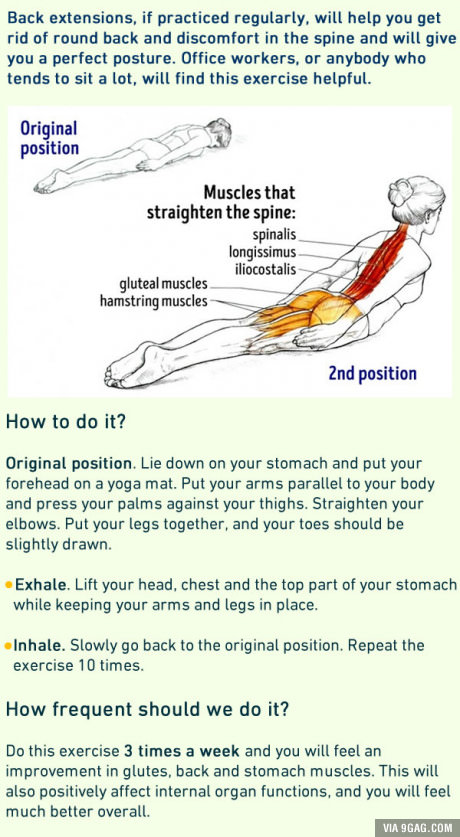 Back extensions, if practiced regularly, will help you get
rid of round back and discomfort in the spine and will give
you a perfect posture. Office workers, or anybody who
tends to sit a lot, will find this exercise helpful.
Original
position
Muscles that
straighten the spine:
spinalis
longissimus
iliocostalis
gluteal muscles
hamstring muscles
2nd position
How to do it?
Original position. Lie down on your stomach and put your
forehead on a yoga mat. Put your arms parallel to your body
and press your palms against your thighs. Straighten your
elbows. Put your legs together, and your toes should be
slightly drawn.
•Exhale. Lift your head, chest and the top part of your stomach
while keeping your arms and legs in place.
•Inhale. Slowly go back to the original position. Repeat the
exercise 10 times.
How frequent should we do it?
Do this exercise 3 times a week and you will feel an
improvement in glutes, back and stomach muscles. This will
also positively affect internal organ functions, and you will feel
much better overall.
VIA 9GAG.COM